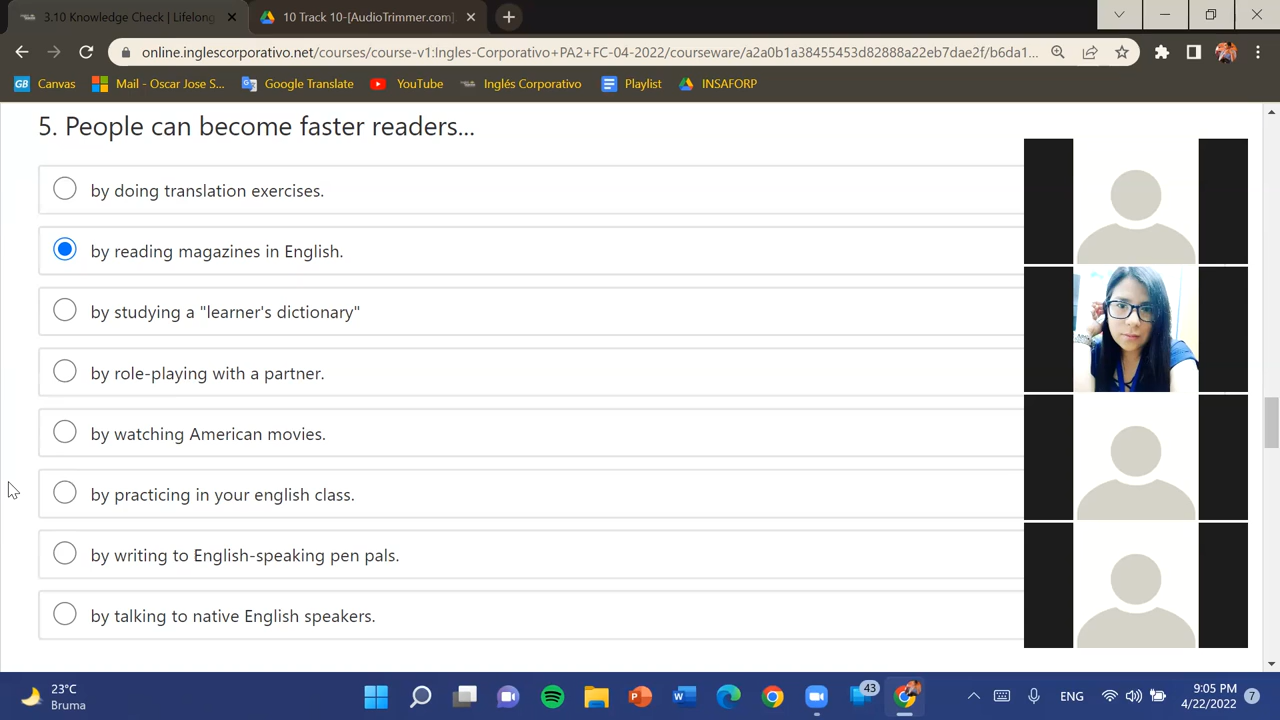 3.10 Knowledge Check | Lifelong
10 Track 10-[AudioTrimmer.com].
online.inglescorporativo.net/courses/course-v1:Ingles-Corporativo+PA2+FC-04-2022/courseware/a2a0b1a38455453d82888a22eb7dae2f/b6da1...
GB Canvas
Mail - Oscar Jose S...
Google Translate
YouTube
Inglés Corporativo
Playlist
INSAFORP
5. People can become faster readers...
by doing translation exercises.
by reading magazines in English.
by studying a "learner's dictionary"
by role-playing with a partner.
by watching American movies.
by practicing in your english class.
by writing to English-speaking pen pals.
by talking to native English speakers.
23°C
Bruma
43
ENG
9:05 PM
4/22/2022
7